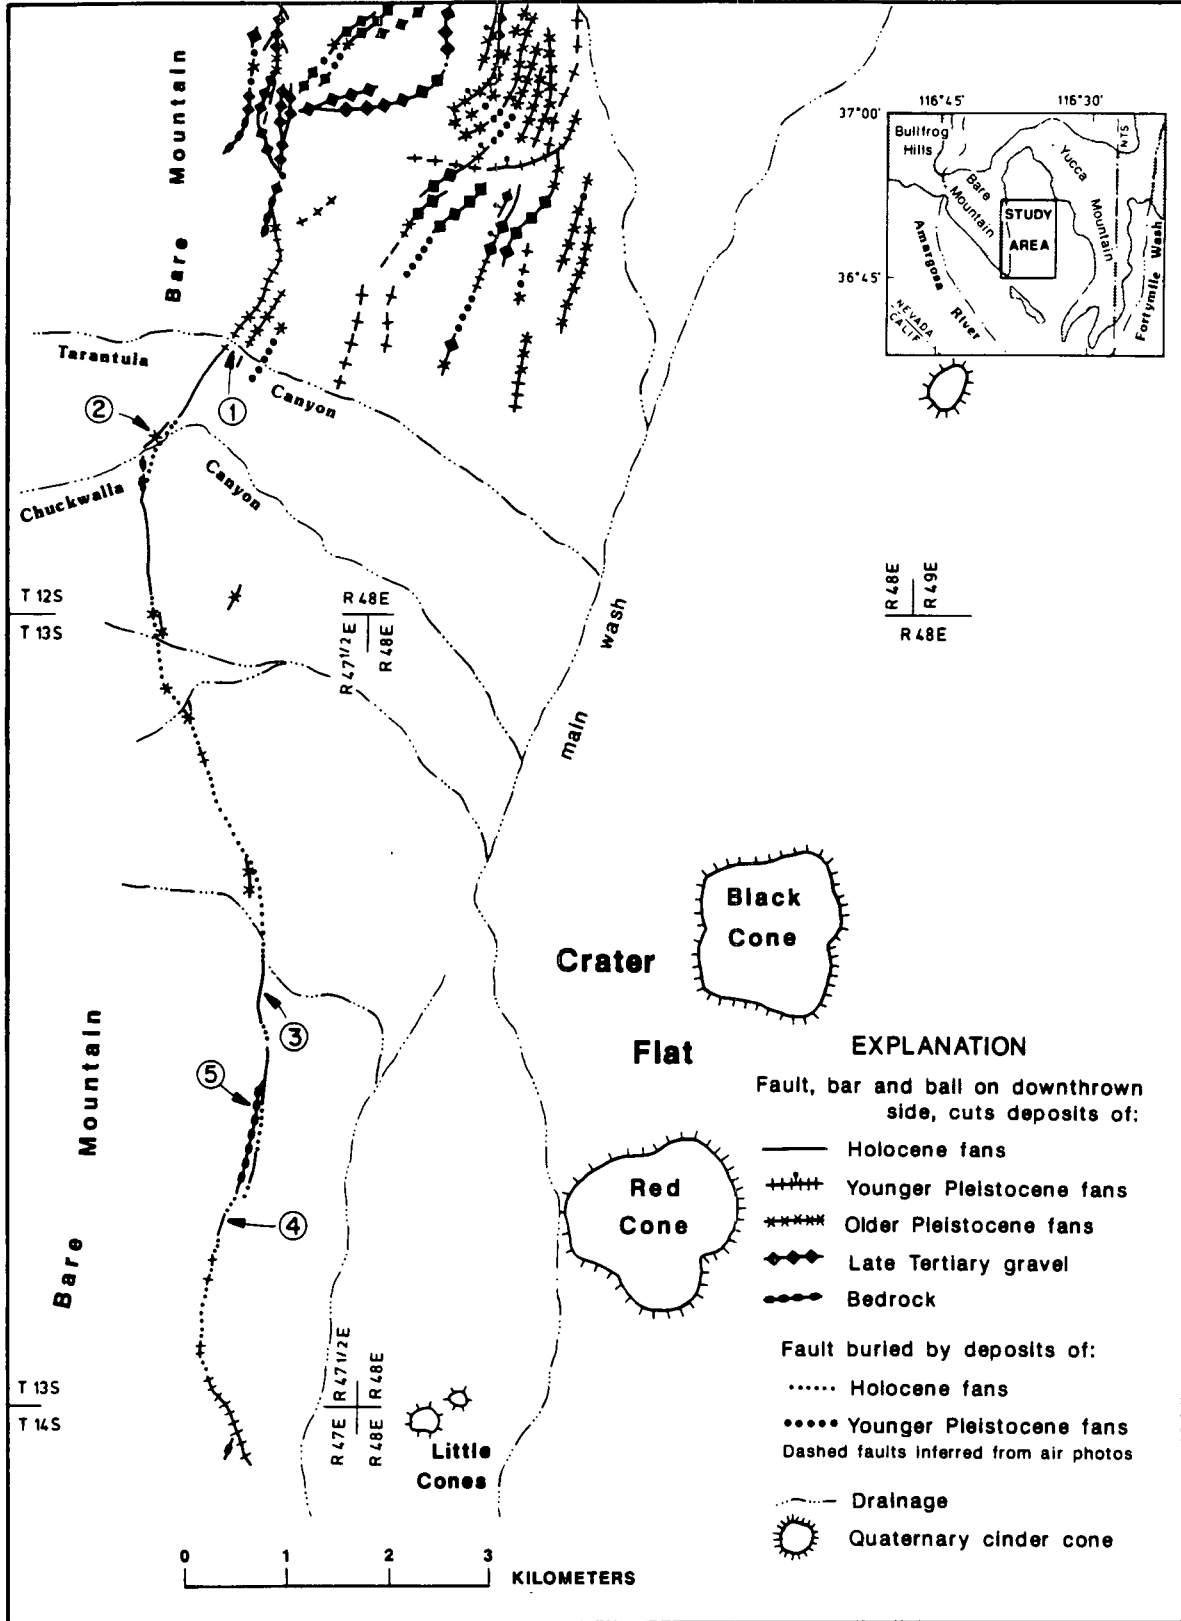 Bare Mountain
116°45'
116°30'
37°00'
Bullfrog
Hills
NTS
Yucca
Mountain
Bare
Mountain
STUDY
AREA
36°45'
Amargosa
River
Fortymile Wash
NEVADA
CALIF
Tarantula
Canyon
1
2
Canyon
Chuckwalla
T 12S
T 13S
R 48E
R 47 1/2 E
R 48E
R 48E
R 49E
R 48E
main wash
Black
Cone
Crater
Flat
3
5
Bare Mountain
4
Red
Cone
EXPLANATION
Fault, bar and ball on downthrown
side, cuts deposits of:
Holocene fans
Younger Pleistocene fans
Older Pleistocene fans
Late Tertiary gravel
Bedrock
Fault buried by deposits of:
Holocene fans
Younger Pleistocene fans
Dashed faults inferred from air photos
Drainage
Quaternary cinder cone
T 13S
T 14S
R 47 1/2 E
R 48E
R 47E
R 48E
Little
Cones
0 1 2 3
KILOMETERS